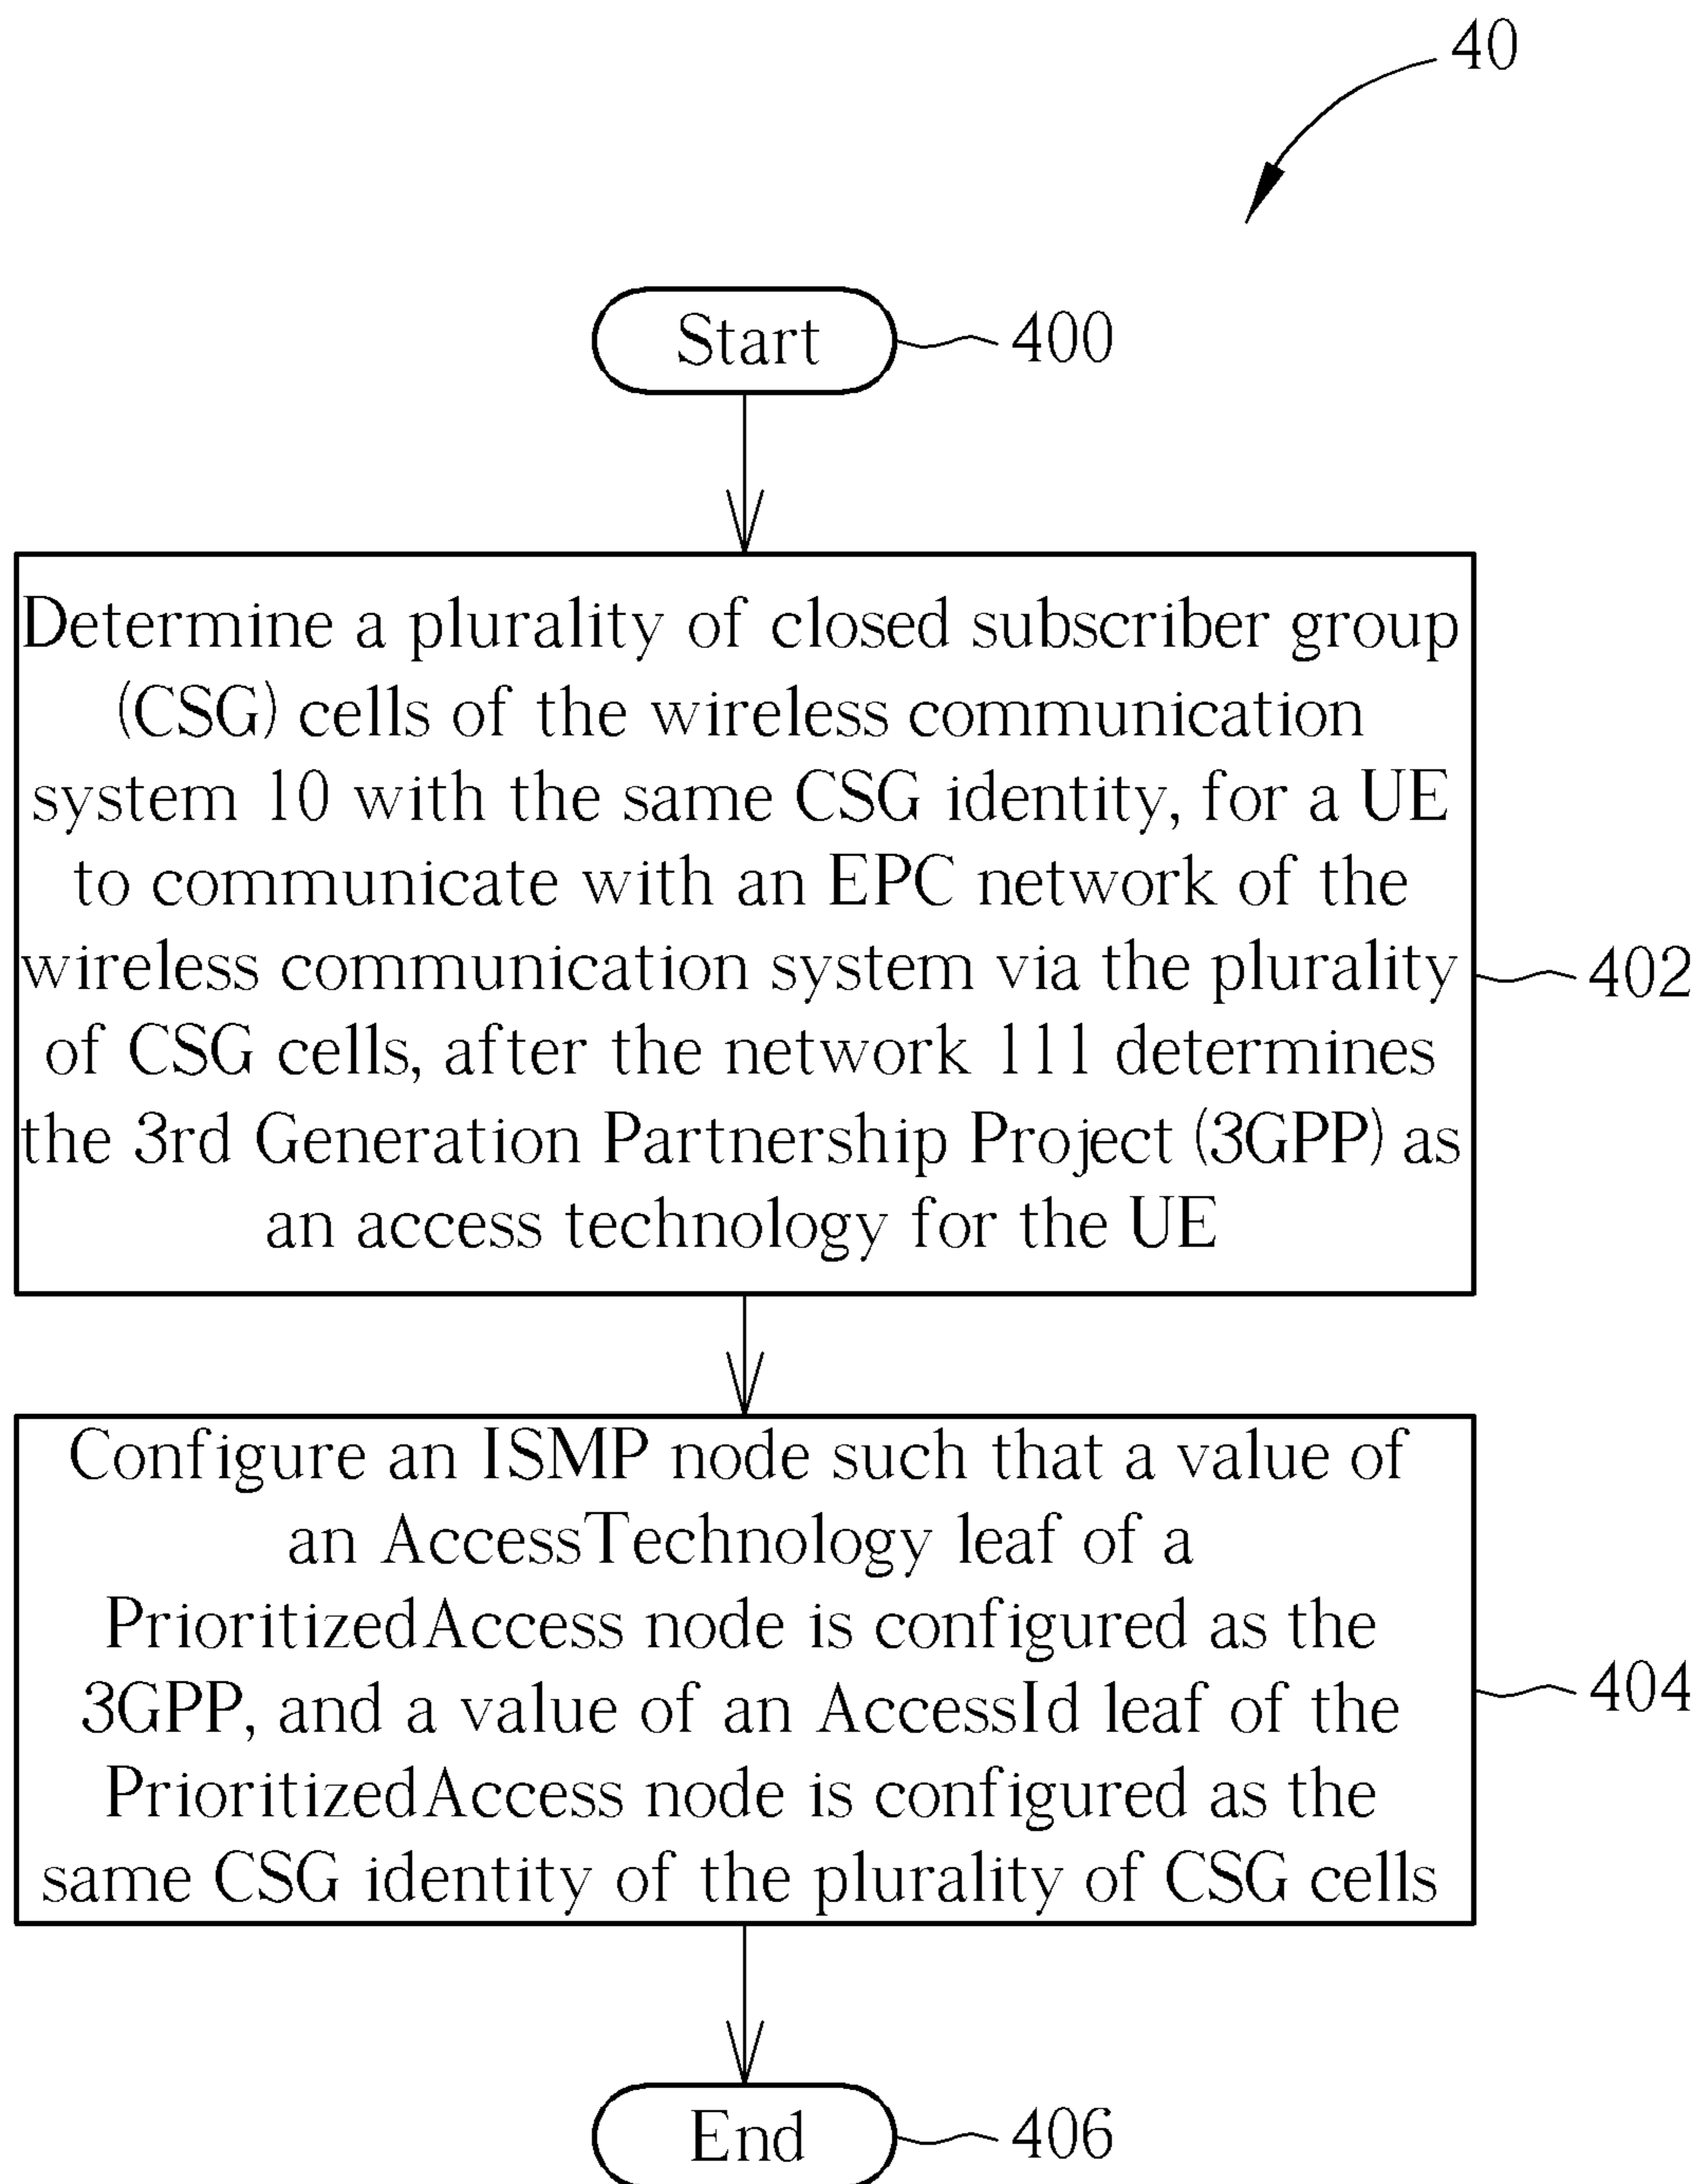 40
Start
400
Determine a plurality of closed subscriber group
(CSG) cells of the wireless communication
system 10 with the same CSG identity, for a UE
to communicate with an EPC network of the
wireless communication system via the plurality
of CSG cells, after the network 111 determines
the 3rd Generation Partnership Project (3GPP) as
an access technology for the UE
402
Configure an ISMP node such that a value of
an AccessTechnology leaf of a
PrioritizedAccess node is configured as the
3GPP, and a value of an AccessId leaf of the
PrioritizedAccess node is configured as the
same CSG identity of the plurality of CSG cells
404
End
406